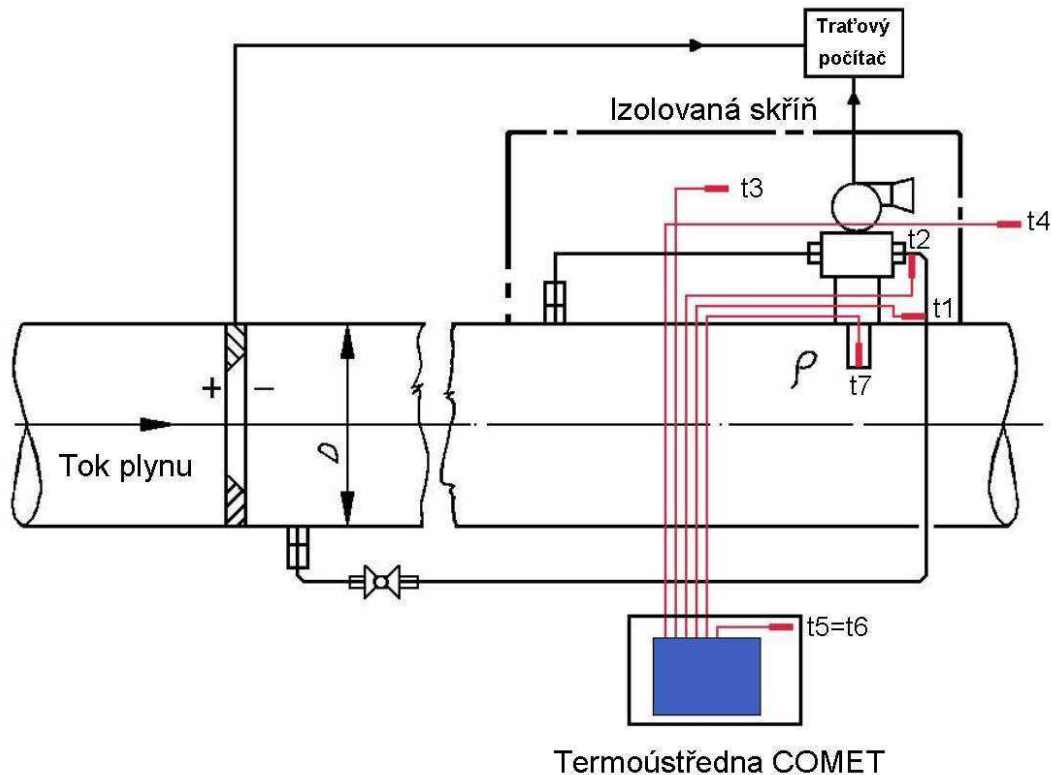 Traťový
počítač
Izolovaná skříň
t3
t4
t2
t1
ρ
t7
+ −
D
Tok plynu
t5=t6
Termoústředna COMET